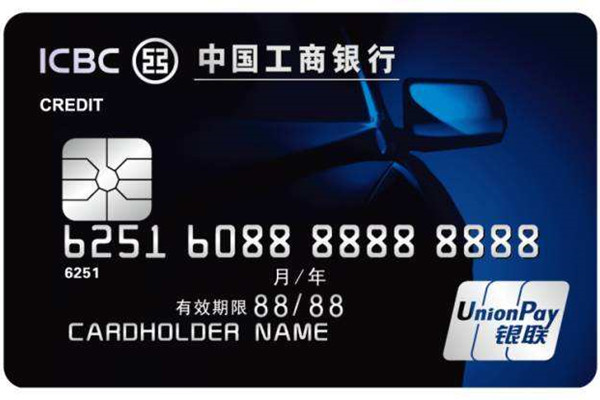 ICBC 中国工商银行
CREDIT
6251 6088 8888 8888
6251
月/年
有效期限 88/88
CARDHOLDER NAME
UnionPay
银联